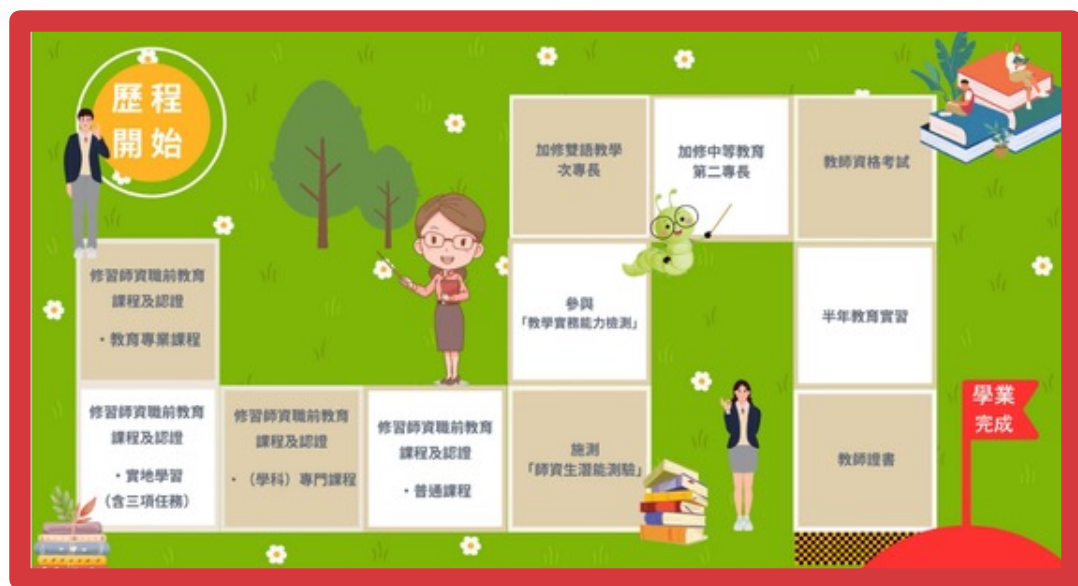 歷程
開始
修習師資職前教育
課程及認證
・教育專業課程
修習師資職前教育
課程及認證
・實地學習
（含三項任務）
修習師資職前教育
課程及認證
・（學科）專門課程
修習師資職前教育
課程及認證
・普通課程
施測
「師資生潛能測驗」
參與
「教學實務能力檢測」
加修雙語教學
次專長
加修中等教育
第二專長
教師資格考試
半年教育實習
教師證書
學業
完成